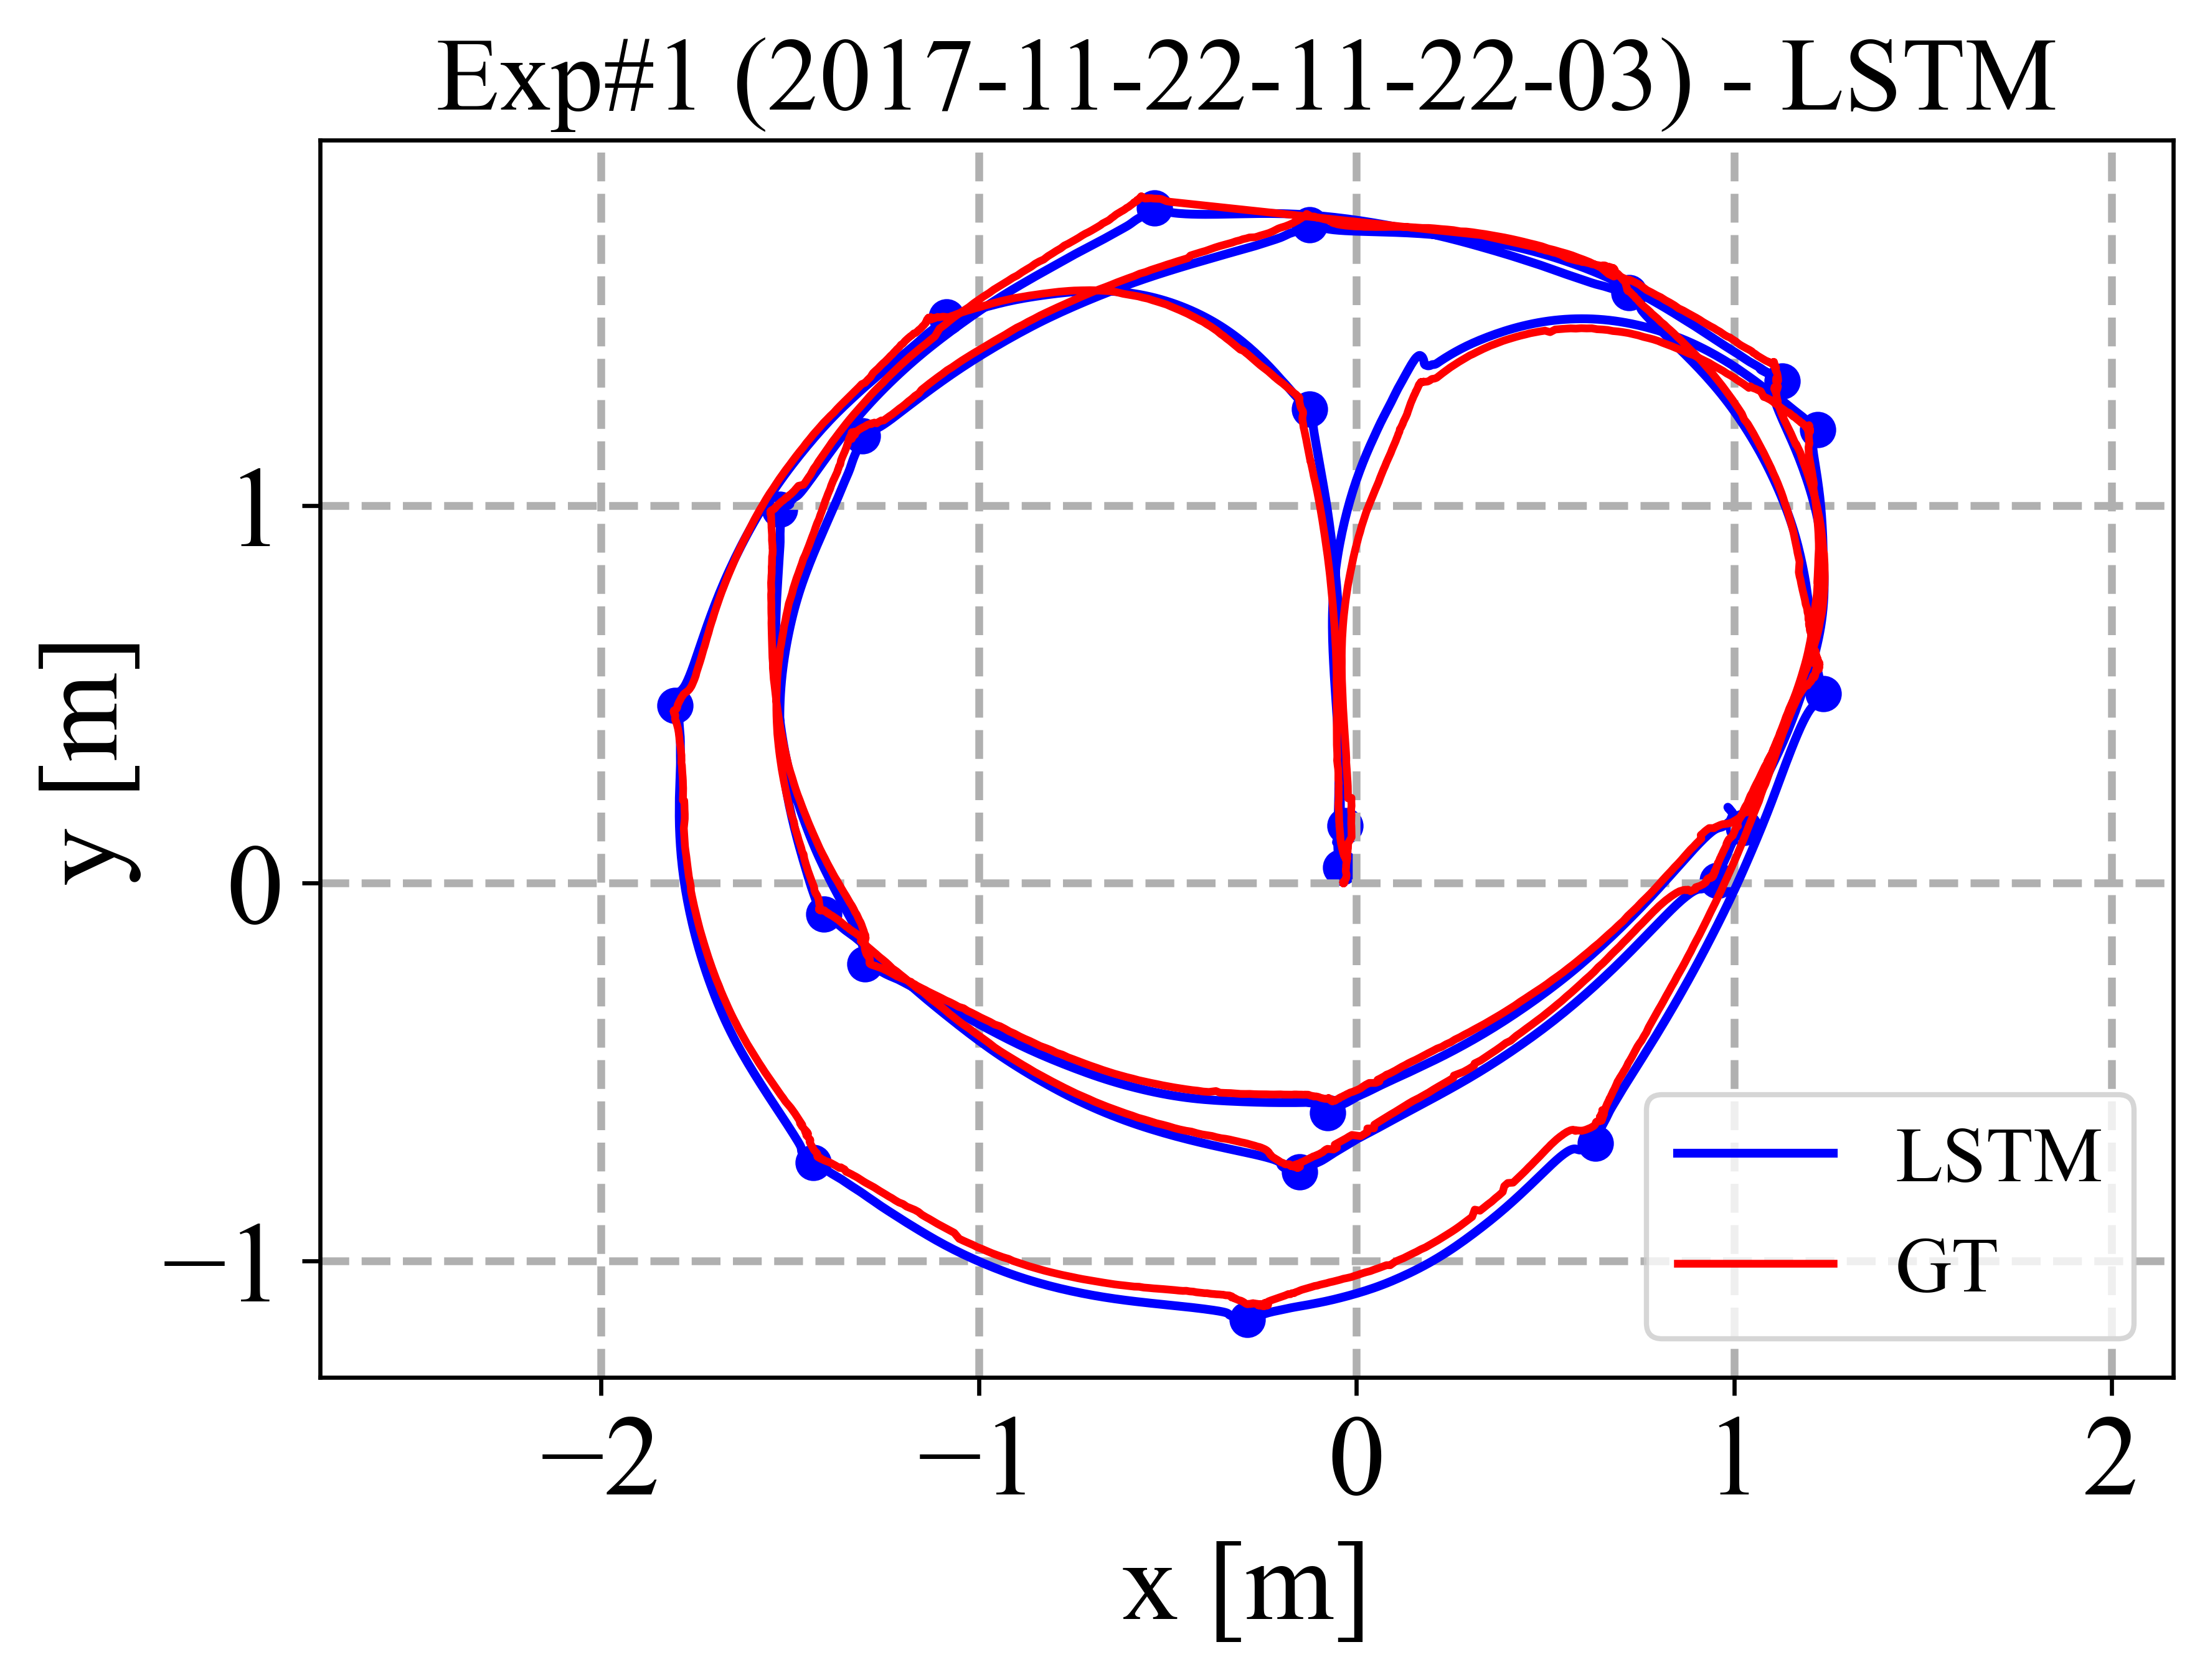 Exp#1 (2017-11-22-11-22-03) - LSTM
y [m]
1
0
−1
−2
−1
0
1
2
x [m]
LSTM
GT